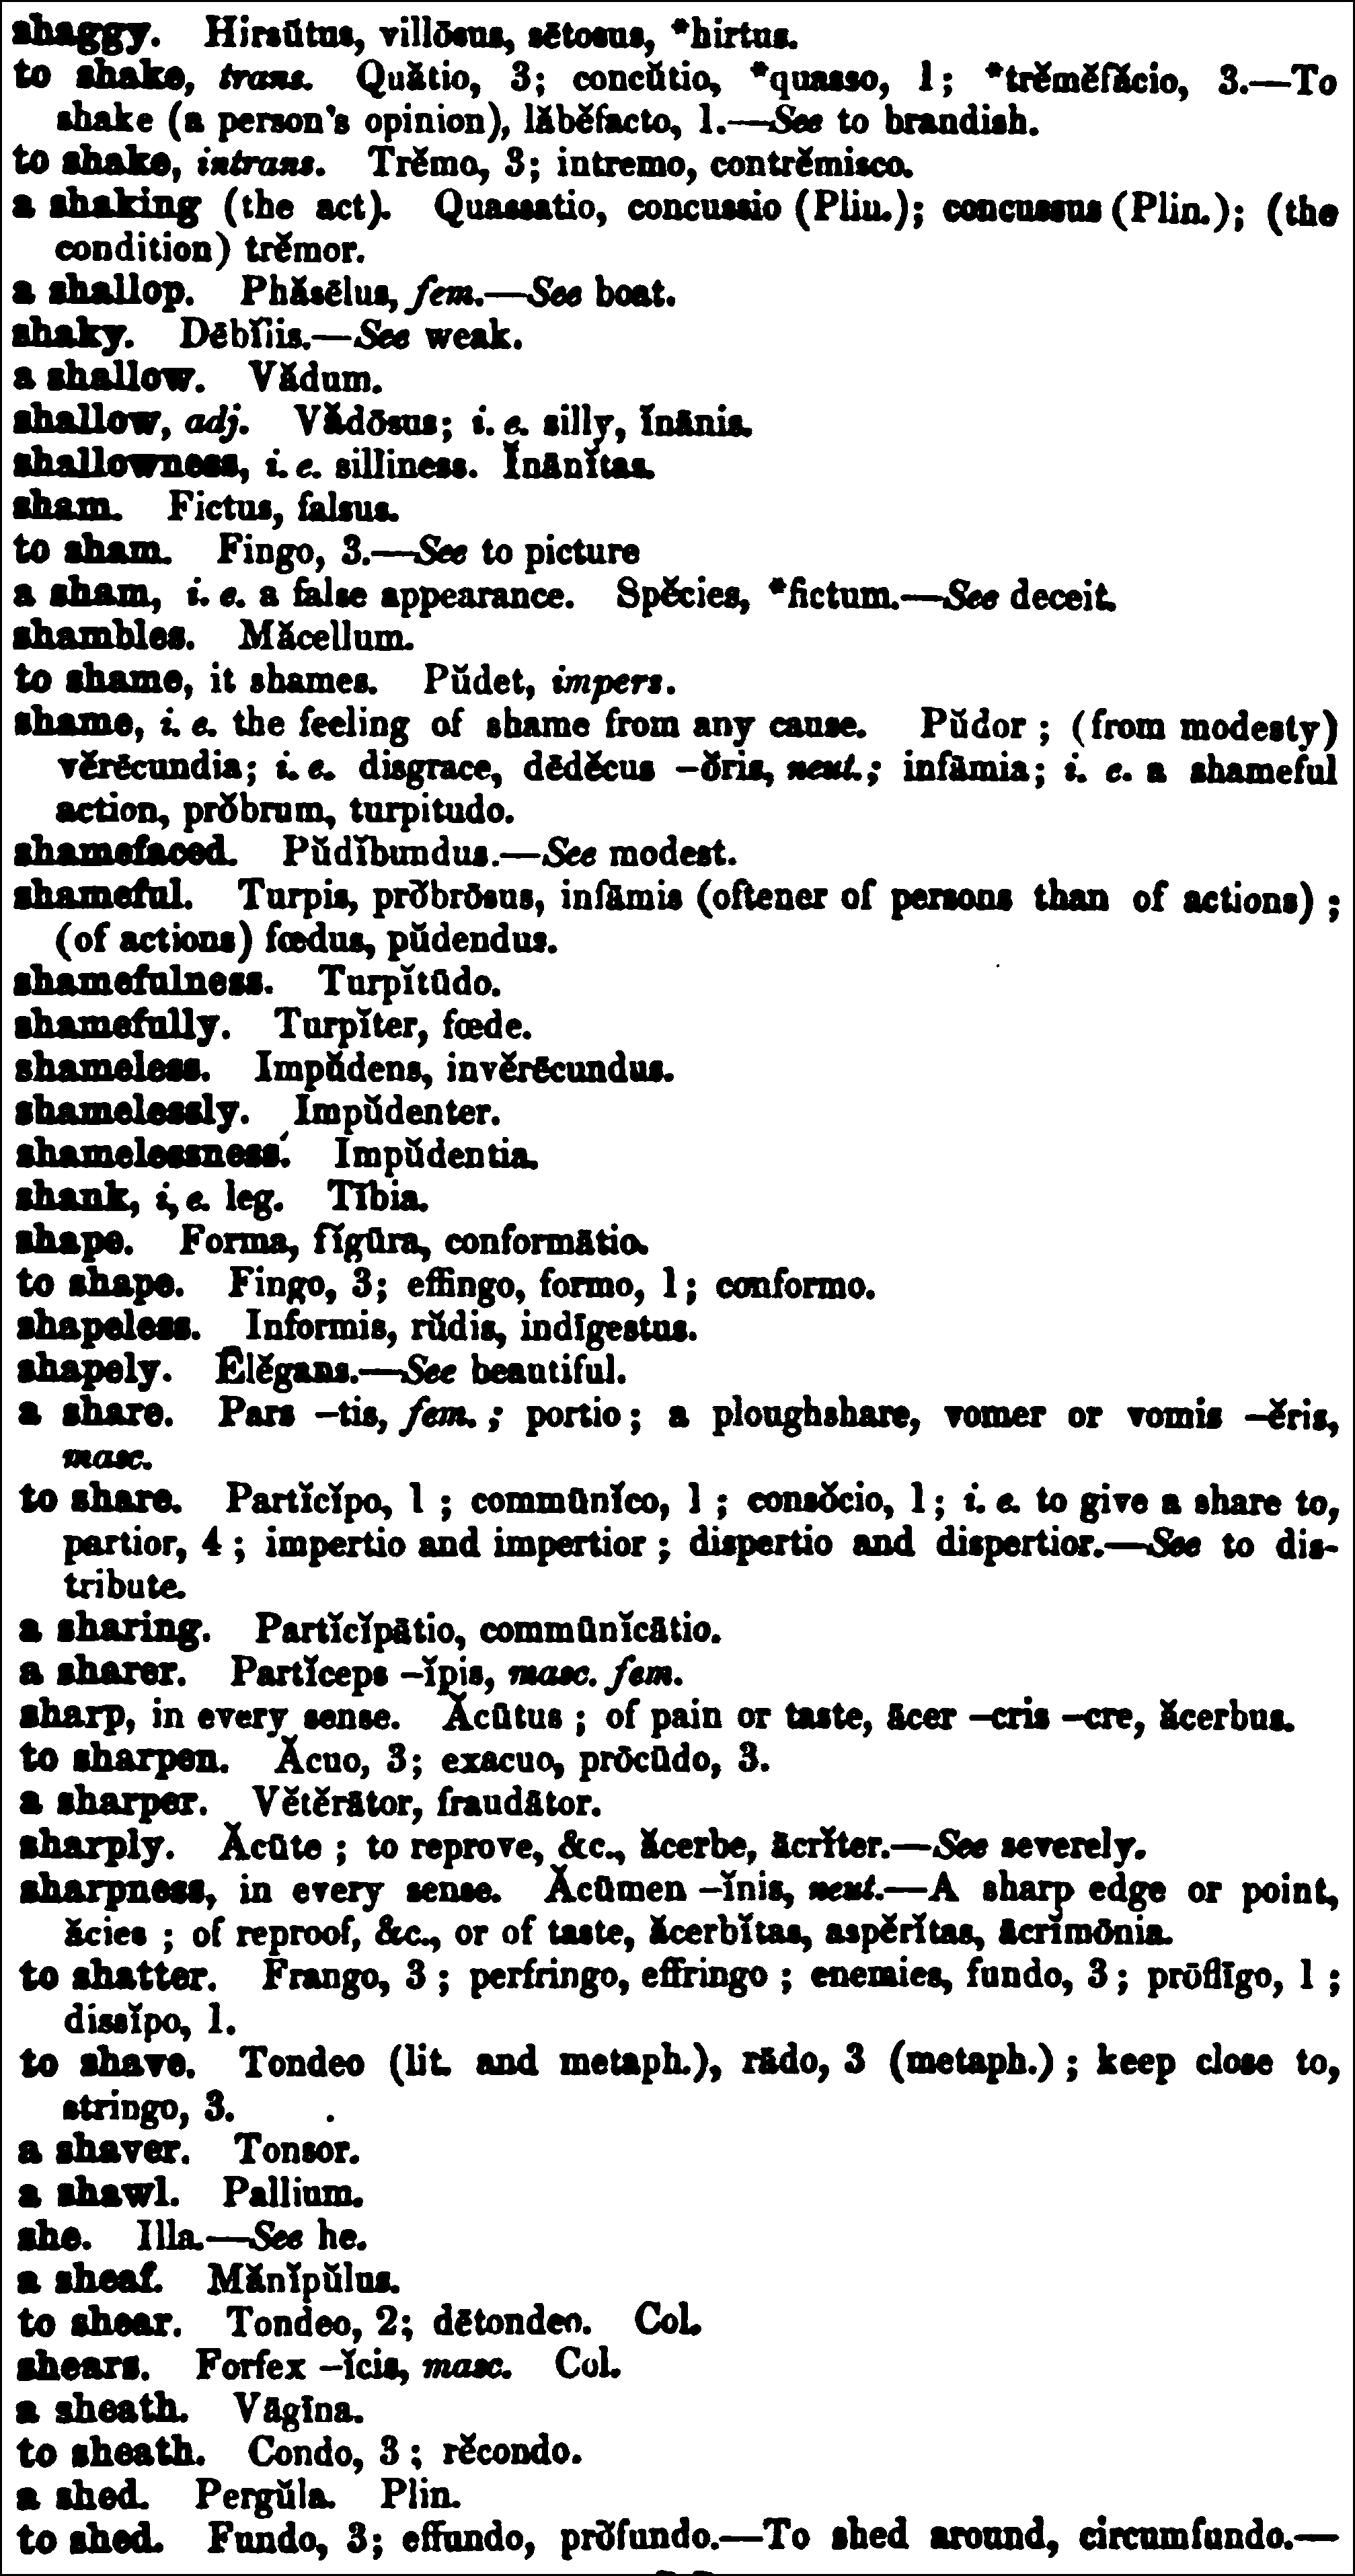 shaggy. Hirsūtus, villōsus, sētosus, *hirtus.
to shake, trans. Quătio, 3; concŭtio, *quasso, 1; *trĕmĕfăcio, 3.—To
shake (a person's opinion), lăbĕfacto, 1.—See to brandish.
to shake, intrans. Trĕmo, 3; intremo, contrĕmisco.
a shaking (the act). Quassatio, concussio (Plin.); concussus (Plin.); (the
condition) trĕmor.
a shallop. Phăsēlus, fem.—See boat.
shaky. Dēbĭlis.—See weak.
a shallow. Vădum.
shallow, adj. Vădōsus; i. e. silly, ĭnānis.
shallowness, i. e. silliness. Ĭnānĭtas.
sham. Fictus, falsus.
to sham. Fingo, 3.—See to picture
a sham, i. e. a false appearance. Spĕcies, *fictum.—See deceit.
shambles. Măcellum.
to shame, it shames. Pŭdet, impers.
shame, i. e. the feeling of shame from any cause. Pŭdor; (from modesty)
vĕrēcundia; i. e. disgrace, dēdĕcus -ŏris, neut.; infāmia; i. e. a shameful
action, prŏbrum, turpitudo.
shamefaced. Pŭdĭbundus.—See modest.
shameful. Turpis, prŏbrōsus, infāmis (oftener of persons than of actions);
(of actions) fœdus, pŭdendus.
shamefulness. Turpĭtūdo.
shamefully. Turpĭter, fœde.
shameless. Impŭdens, invĕrēcundus.
shamelessly. Impŭdenter.
shamelessness. Impŭdentia.
shank, i, e. leg. Tībia.
shape. Forma, fĭgūra, conformātio.
to shape. Fingo, 3; effingo, formo, 1; conformo.
shapeless. Informis, rŭdis, indīgestus.
shapely. Ēlĕgans.—See beautiful.
a share. Pars -tis, fem.; portio; a ploughshare, vomer or vomis -ĕris,
masc.
to share. Partĭcĭpo, 1; commūnĭco, 1; consŏcio, 1; i. e. to give a share to,
partior, 4; impertio and impertior; dispertio and dispertior.—See to dis-
tribute.
a sharing. Partĭcĭpātio, commūnĭcātio.
a sharer. Partĭceps -ĭpis, masc. fem.
sharp, in every sense. Ăcūtus; of pain or taste, ācer -cris -cre, ăcerbus.
to sharpen. Ăcuo, 3; exacuo, prōcūdo, 3.
a sharper. Vĕtĕrātor, fraudātor.
sharply. Ăcūte; to reprove, &c., ăcerbe, ācrĭter.—See severely.
sharpness, in every sense. Ăcūmen -ĭnis, neut.—A sharp edge or point,
ăcies; of reproof, &c., or of taste, ăcerbĭtas, aspĕrĭtas, ācrĭmōnia.
to shatter. Frango, 3; perfringo, effringo; enemies, fundo, 3; prōflīgo, 1;
dissĭpo, 1.
to shave. Tondeo (lit. and metaph.), rādo, 3 (metaph.); keep close to,
stringo, 3.
a shaver. Tonsor.
a shawl. Pallium.
she. Illa.—See he.
a sheaf. Mănĭpŭlus.
to shear. Tondeo, 2; dētondeo. Col.
shears. Forfex -ĭcis, masc. Col.
a sheath. Vāgīna.
to sheath. Condo, 3; rĕcondo.
a shed. Pergŭla. Plin.
to shed. Fundo, 3; effundo, prŏfundo.—To shed around, circumfundo.—